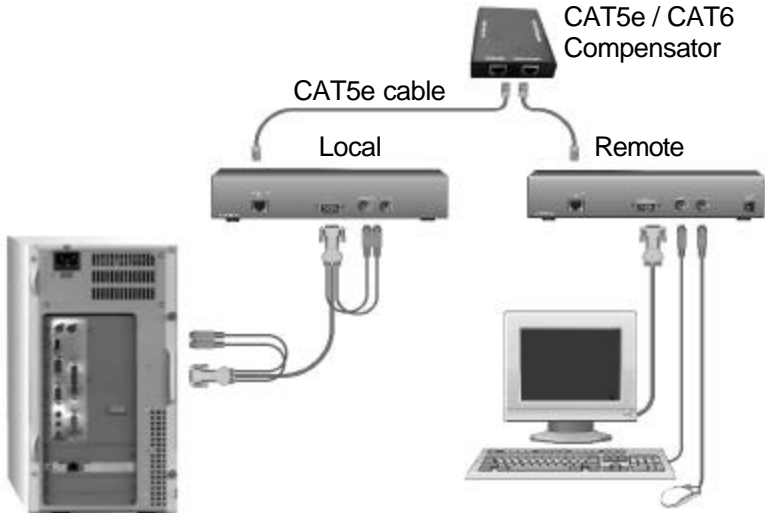 CAT5e / CAT6
Compensator
CAT5e cable
Local
Remote